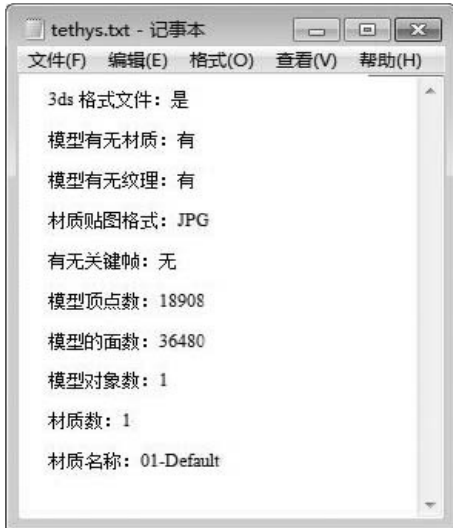 tethys.txt - 记事本
文件(F) 编辑(E) 格式(O) 查看(V) 帮助(H)
3ds 格式文件：是
模型有无材质：有
模型有无纹理：有
材质贴图格式：JPG
有无关键帧：无
模型顶点数：18908
模型的面数：36480
模型对象数：1
材质数：1
材质名称：01-Default